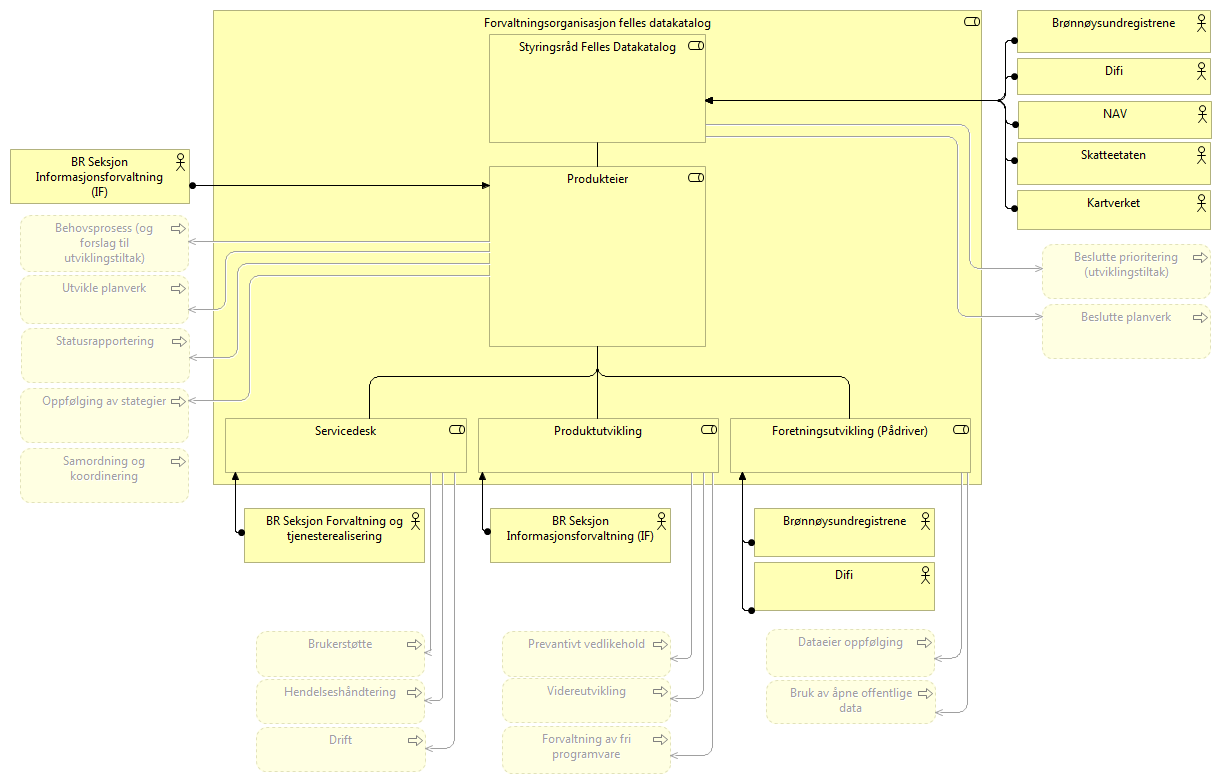 Forvaltningsorganisasjon felles datakatalog
Styringsråd Felles Datakatalog
Brønnøysundregistrene
Difi
NAV
Skatteetaten
Kartverket
BR Seksjon
Informasjonsforvaltning
(IF)
Produkteier
Behovsprosess (og
forslag til
utviklingstiltak)
Utvikle planverk
Statusrapportering
Oppfølging av stategier
Samordning og
koordinering
Beslutte prioritering
(utviklingstiltak)
Beslutte planverk
Servicedesk
Produktutvikling
Foretningsutvikling (Pådriver)
BR Seksjon Forvaltning og
tjenesterealisering
BR Seksjon
Informasjonsforvaltning (IF)
Brønnøysundregistrene
Difi
Brukerstøtte
Hendelseshåndtering
Drift
Prevantivt vedlikehold
Videreutvikling
Forvaltning av fri
programvare
Dataeier oppfølging
Bruk av åpne offentlige
data